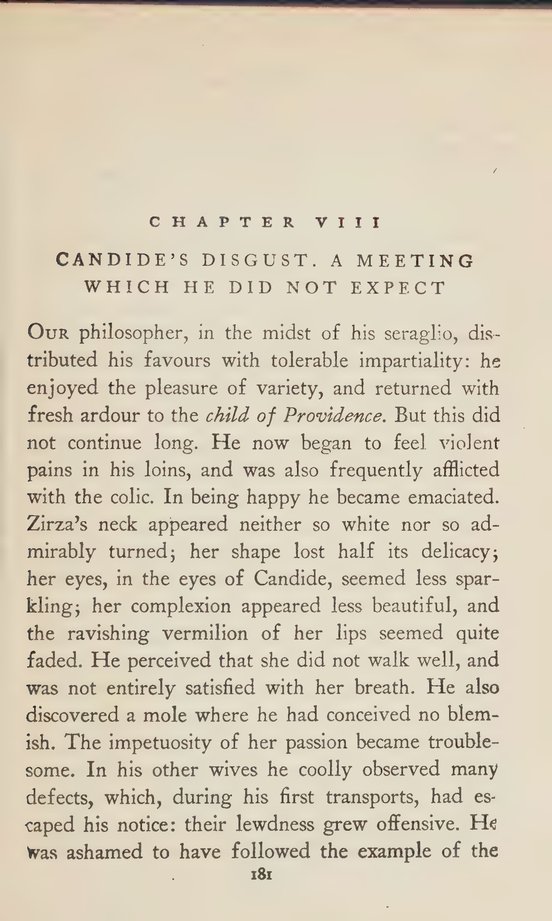 CHAPTER VIII
CANDIDE'S DISGUST. A MEETING
WHICH HE DID NOT EXPECT
OUR philosopher, in the midst of his seraglio, dis-
tributed his favours with tolerable impartiality: he
enjoyed the pleasure of variety, and returned with
fresh ardour to the child of Providence. But this did
not continue long. He now began to feel violent
pains in his loins, and was also frequently afflicted
with the colic. In being happy he became emaciated.
Zirza's neck appeared neither so white nor so ad-
mirably turned; her shape lost half its delicacy;
her eyes, in the eyes of Candide, seemed less spar-
kling; her complexion appeared less beautiful, and
the ravishing vermilion of her lips seemed quite
faded. He perceived that she did not walk well, and
was not entirely satisfied with her breath. He also
discovered a mole where he had conceived no blem-
ish. The impetuosity of her passion became trouble-
some. In his other wives he coolly observed many
defects, which, during his first transports, had es-
caped his notice: their lewdness grew offensive. He
was ashamed to have followed the example of the
181